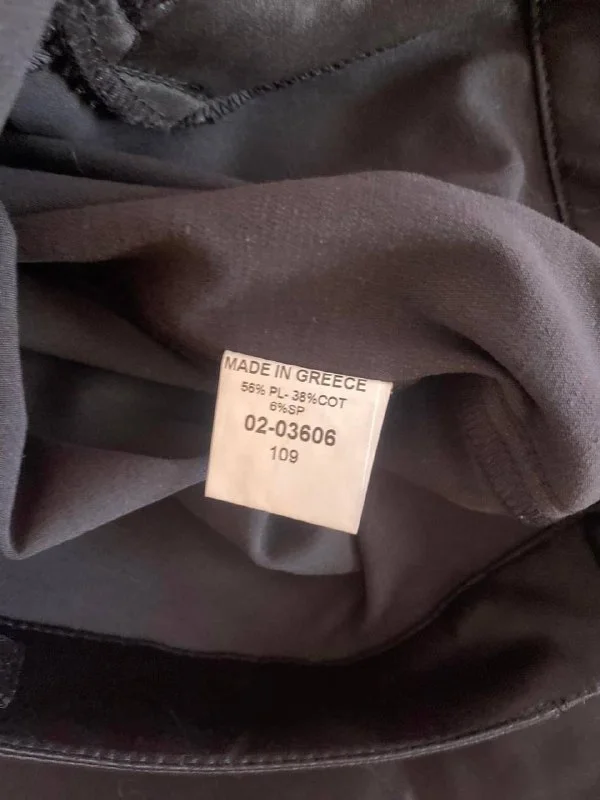 MADE IN GREECE
56% PL- 38%COT
6%SP
02-03606
109